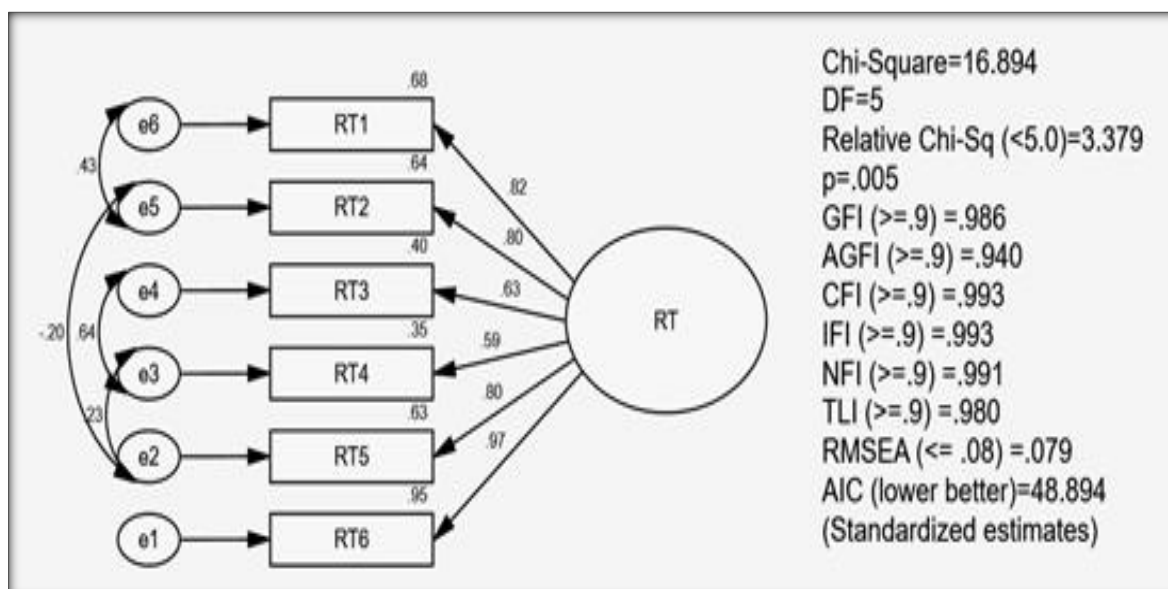 .68
e6
RT1
.43
.64
e5
RT2
.82
.80
.40
e4
RT3
.63
RT
-.20
.64
.35
e3
RT4
.59
.23
.63
.80
e2
RT5
.97
.95
e1
RT6
Chi-Square=16.894
DF=5
Relative Chi-Sq (<5.0)=3.379
p=.005
GFI (>=.9) =.986
AGFI (>=.9) =.940
CFI (>=.9) =.993
IFI (>=.9) =.993
NFI (>=.9) =.991
TLI (>=.9) =.980
RMSEA (<= .08) =.079
AIC (lower better)=48.894
(Standardized estimates)